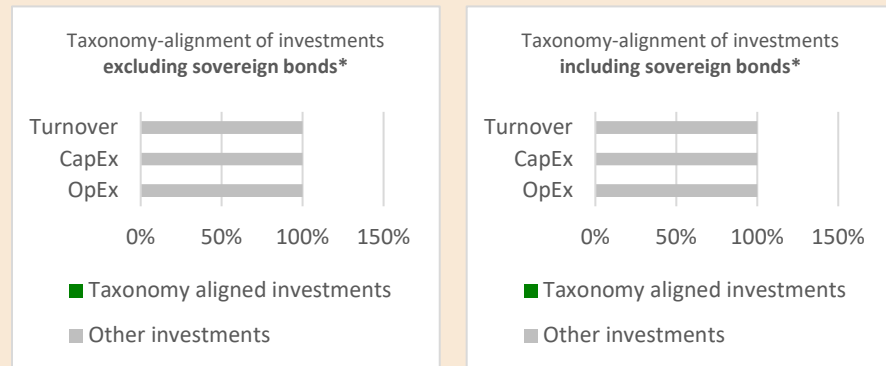 Taxonomy-alignment of investments
excluding sovereign bonds*
Turnover
CapEx
OpEx
0% 50% 100% 150%
Taxonomy aligned investments
Other investments
Taxonomy-alignment of investments
including sovereign bonds*
Turnover
CapEx
OpEx
0% 50% 100% 150%
Taxonomy aligned investments
Other investments